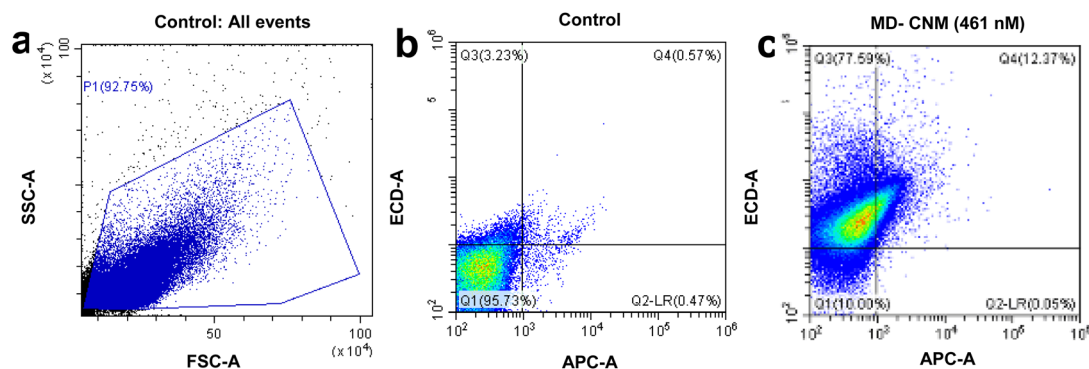 a
Control: All events
100
(x 10⁴)
P1(92.75%)
SSC-A
50
100
(x 10⁴)
FSC-A
b
Control
10⁶
Q3(3.23%)
Q4(0.57%)
5
ECD-A
Q1(95.73%)
Q2-LR(0.47%)
10²
10² 10³ 10⁴ 10⁵ 10⁶
APC-A
c
MD- CNM (461 nM)
Q3(77.59%)
Q4(12.37%)
ECD-A
Q1(10.00%)
Q2-LR(0.05%)
10² 10³ 10⁴ 10⁵ 10⁶
APC-A